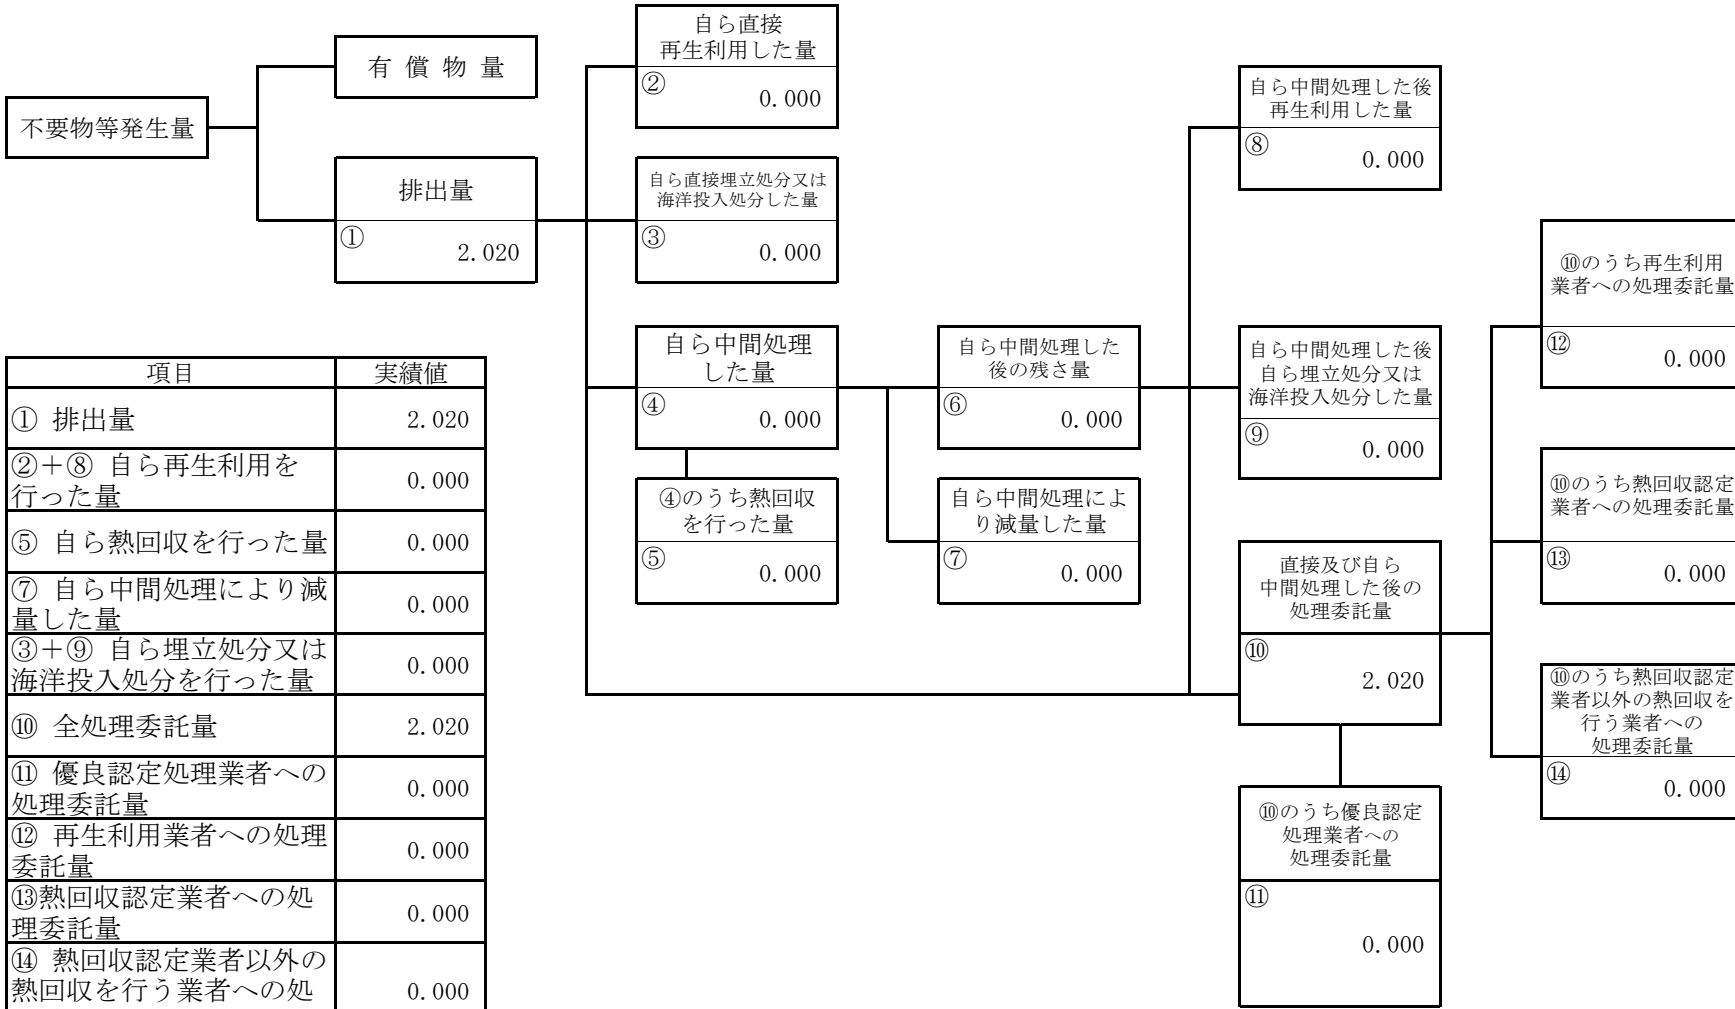 不要物等発生量
有 償 物 量
排出量
①
2.020
自ら直接
再生利用した量
②
0.000
自ら直接埋立処分又は
海洋投入処分した量
③
0.000
自ら中間処理
した量
④
0.000
④のうち熱回収
を行った量
⑤
0.000
自ら中間処理した
後の残さ量
⑥
0.000
自ら中間処理によ
り減量した量
⑦
0.000
自ら中間処理した後
再生利用した量
⑧
0.000
自ら中間処理した後
自ら埋立処分又は
海洋投入処分した量
⑨
0.000
直接及び自ら
中間処理した後の
処理委託量
⑩
2.020
⑩のうち優良認定
処理業者への
処理委託量
⑪
0.000
⑩のうち再生利用
業者への処理委託量
⑫
0.000
⑩のうち熱回収認定
業者への処理委託量
⑬
0.000
⑩のうち熱回収認定
業者以外の熱回収を
行う業者への
処理委託量
⑭
0.000
項目 実績値
① 排出量 2.020
②＋⑧ 自ら再生利用を
行った量 0.000
⑤ 自ら熱回収を行った量 0.000
⑦ 自ら中間処理により減
量した量 0.000
③＋⑨ 自ら埋立処分又は
海洋投入処分を行った量 0.000
⑩ 全処理委託量 2.020
⑪ 優良認定処理業者への
処理委託量 0.000
⑫ 再生利用業者への処理
委託量 0.000
⑬熱回収認定業者への処
理委託量 0.000
⑭ 熱回収認定業者以外の
熱回収を行う業者への処 0.000